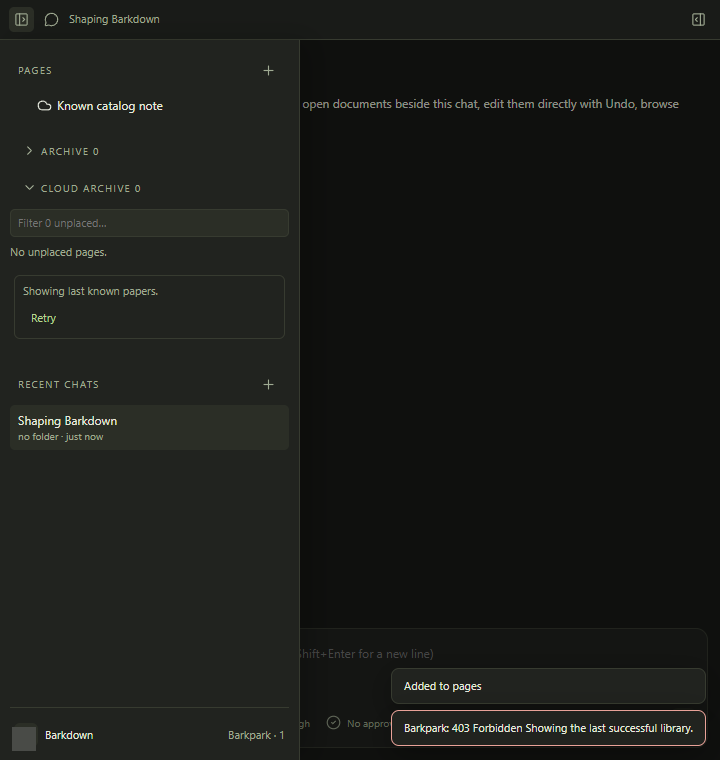 Shaping Barkdown
PAGES
Known catalog note
open documents beside this chat, edit them directly with Undo, browse
ARCHIVE 0
CLOUD ARCHIVE 0
Filter 0 unplaced...
No unplaced pages.
Showing last known papers.
Retry
RECENT CHATS
Shaping Barkdown
no folder · just now
Shift+Enter for a new line)
Added to pages
No approv
Barkpark: 403 Forbidden Showing the last successful library.
Barkdown
Barkpark · 1